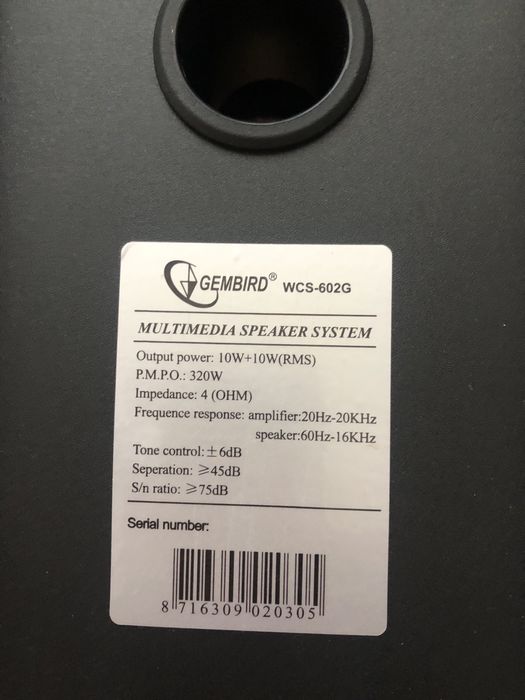 GEMBIRD® WCS-602G
MULTIMEDIA SPEAKER SYSTEM
Output power: 10W+10W(RMS)
P.M.P.O.: 320W
Impedance: 4 (OHM)
Frequence response: amplifier:20Hz-20KHz
speaker:60Hz-16KHz
Tone control:±6dB
Seperation: ≥45dB
S/n ratio: ≥75dB
Serial number:
8 716309 020305